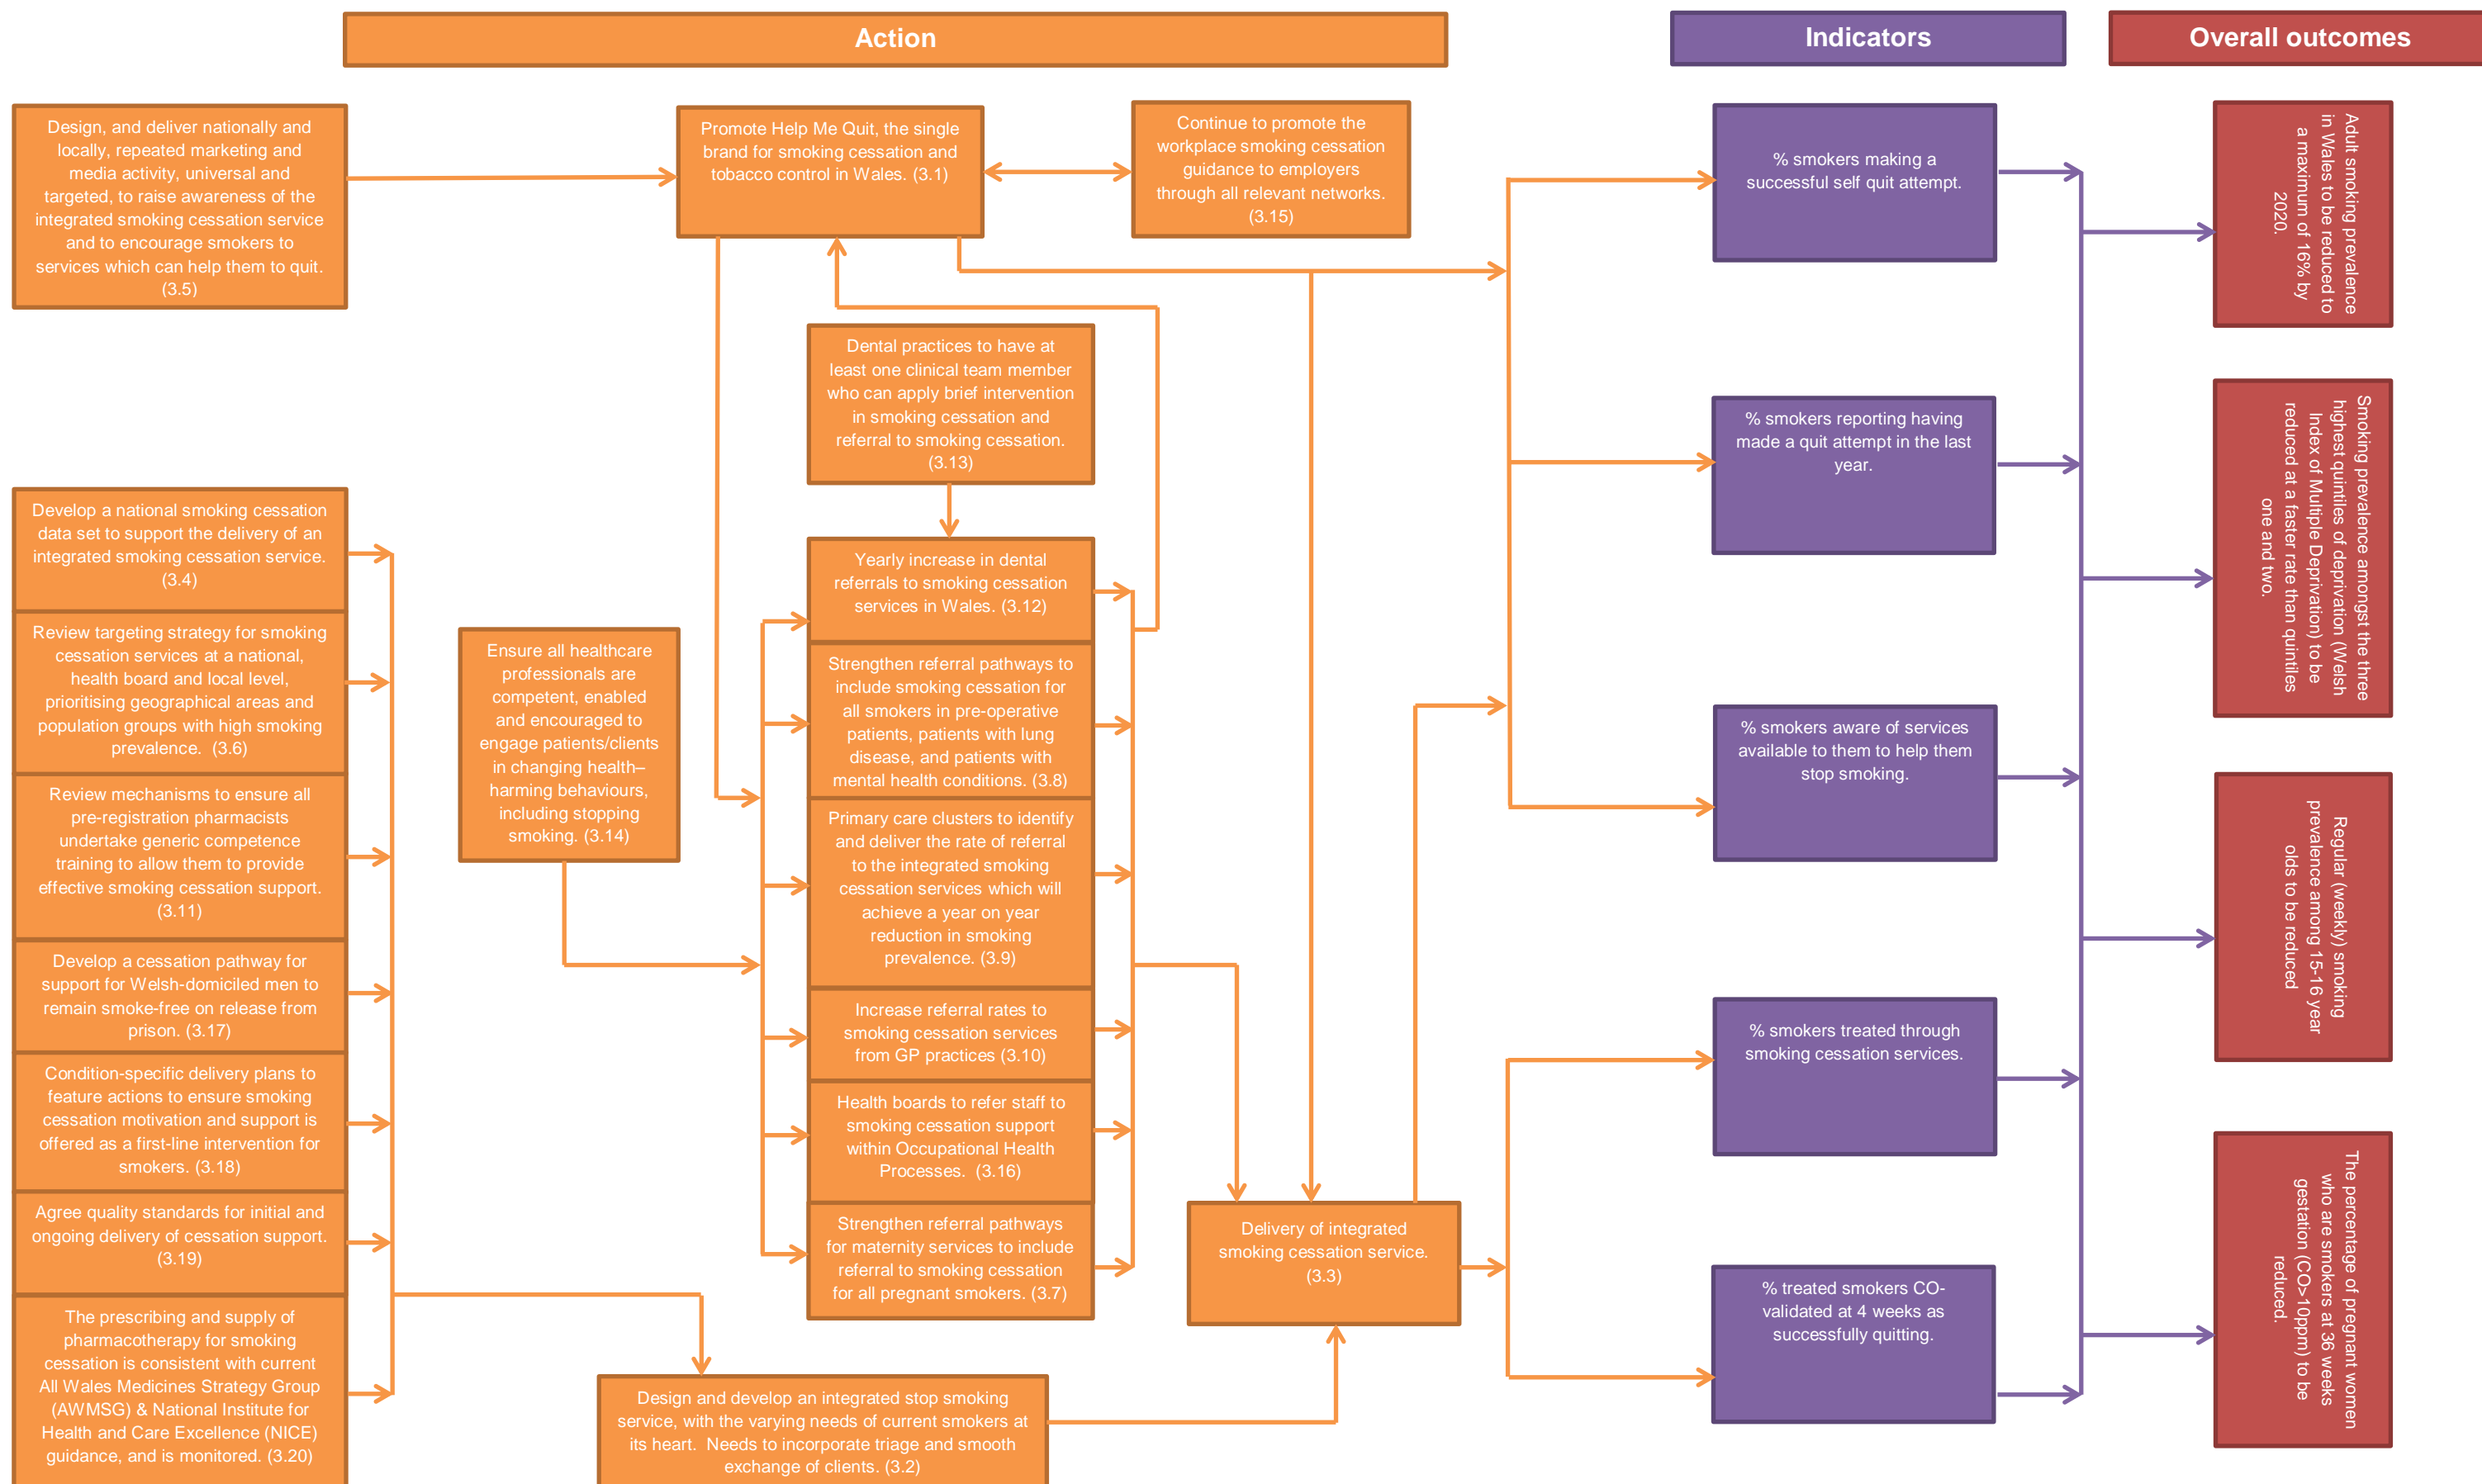 Action
Indicators
Overall outcomes
Design, and deliver nationally and
locally, repeated marketing and
media activity, universal and
targeted, to raise awareness of the
integrated smoking cessation service
and to encourage smokers to
services which can help them to quit.
(3.5)
Promote Help Me Quit, the single
brand for smoking cessation and
tobacco control in Wales. (3.1)
Continue to promote the
workplace smoking cessation
guidance to employers
through all relevant networks.
(3.15)
Dental practices to have at
least one clinical team member
who can apply brief intervention
in smoking cessation and
referral to smoking cessation.
(3.13)
Develop a national smoking cessation
data set to support the delivery of an
integrated smoking cessation service.
(3.4)
Review targeting strategy for smoking
cessation services at a national,
health board and local level,
prioritising geographical areas and
population groups with high smoking
prevalence.  (3.6)
Review mechanisms to ensure all
pre-registration pharmacists
undertake generic competence
training to allow them to provide
effective smoking cessation support.
(3.11)
Develop a cessation pathway for
support for Welsh-domiciled men to
remain smoke-free on release from
prison. (3.17)
Condition-specific delivery plans to
feature actions to ensure smoking
cessation motivation and support is
offered as a first-line intervention for
smokers. (3.18)
Agree quality standards for initial and
ongoing delivery of cessation support.
(3.19)
The prescribing and supply of
pharmacotherapy for smoking
cessation is consistent with current
All Wales Medicines Strategy Group
(AWMSG) & National Institute for
Health and Care Excellence (NICE)
guidance, and is monitored. (3.20)
Ensure all healthcare
professionals are
competent, enabled
and encouraged to
engage patients/clients
in changing health–
harming behaviours,
including stopping
smoking. (3.14)
Yearly increase in dental
referrals to smoking cessation
services in Wales. (3.12)
Strengthen referral pathways to
include smoking cessation for
all smokers in pre-operative
patients, patients with lung
disease, and patients with
mental health conditions. (3.8)
Primary care clusters to identify
and deliver the rate of referral
to the integrated smoking
cessation services which will
achieve a year on year
reduction in smoking
prevalence. (3.9)
Increase referral rates to
smoking cessation services
from GP practices (3.10)
Health boards to refer staff to
smoking cessation support
within Occupational Health
Processes.  (3.16)
Strengthen referral pathways
for maternity services to include
referral to smoking cessation
for all pregnant smokers. (3.7)
Design and develop an integrated stop smoking
service, with the varying needs of current smokers at
its heart.  Needs to incorporate triage and smooth
exchange of clients. (3.2)
Delivery of integrated
smoking cessation service.
(3.3)
% smokers making a
successful self quit attempt.
% smokers reporting having
made a quit attempt in the last
year.
% smokers aware of services
available to them to help them
stop smoking.
% smokers treated through
smoking cessation services.
% treated smokers CO-
validated at 4 weeks as
successfully quitting.
Adult smoking prevalence
in Wales to be reduced to
a maximum of 16% by
2020.
Smoking prevalence amongst the three
highest quintiles of deprivation (Welsh
Index of Multiple Deprivation) to be
reduced at a faster rate than quintiles
one and two.
Regular (weekly) smoking
prevalence among 15-16 year
olds to be reduced
The percentage of pregnant women
who are smokers at 36 weeks
gestation (CO>10ppm) to be
reduced.